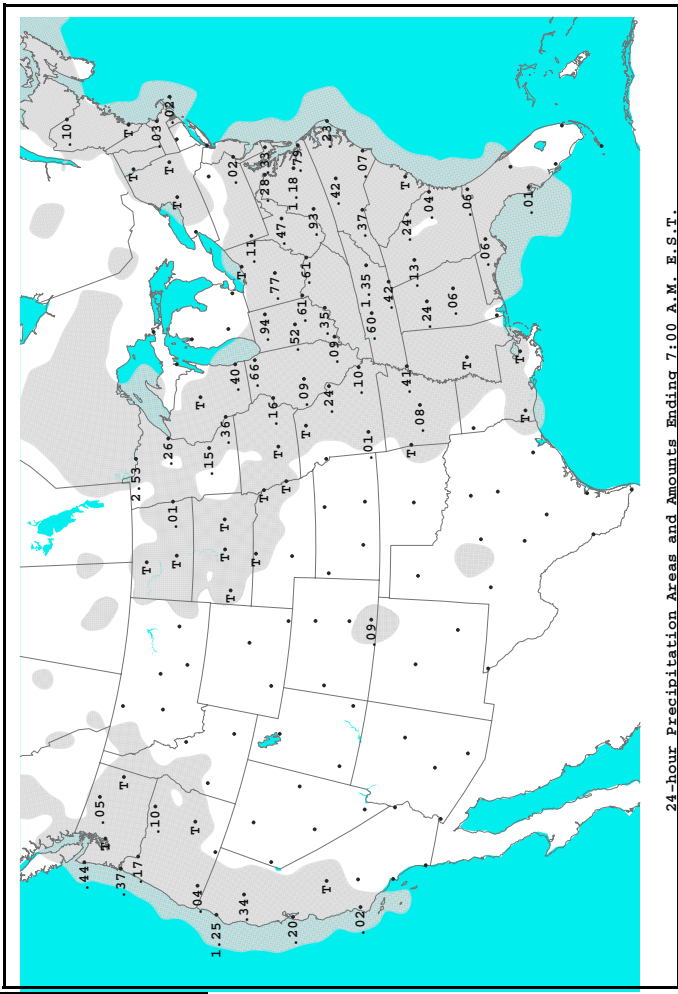 .10
.44
.05
T
.37
T
T
T
2.53
.17
T
.10
.03
.26
T
.02
.01
T
T
T
.04
T
.15
1.25
T
T
.36
T
.02
.40
T
.34
.11
.66
T
T
.94
.28
.33
.16
.77
T
.47
T
.20
1.18
.52
.79
.61
.09
T
.61
.93
.35
T
.23
.24
.09
.42
.10
.02
.37
.07
1.35
.01
.09
.60
.42
T
.41
.24
T
.13
.08
.24
.04
.06
T
.06
.06
T
T
.01
24-hour Precipitation Areas and Amounts Ending 7:00 A.M. E.S.T.